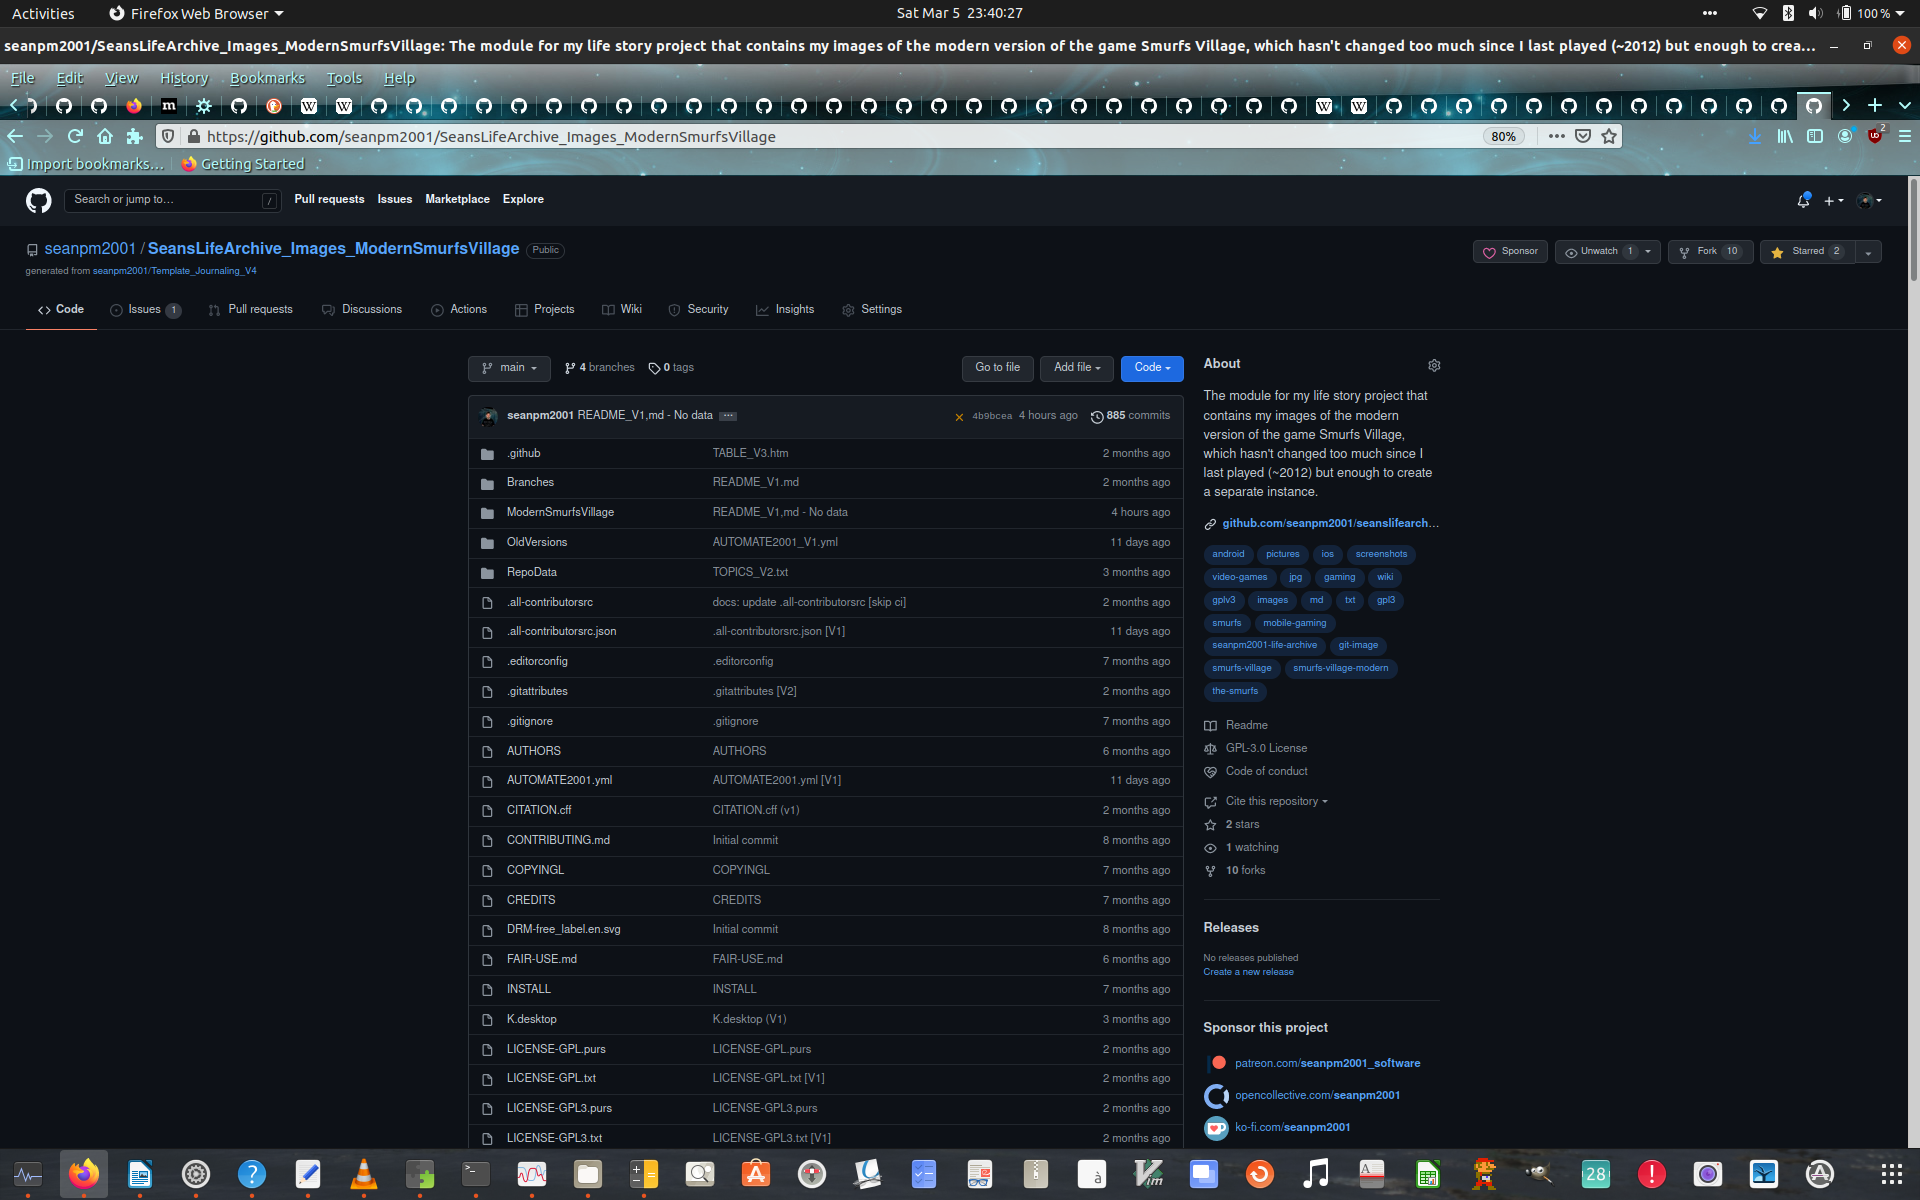 Activities
Firefox Web Browser
Sat Mar 5 23:40:27
100 %
seanpm2001/SeansLifeArchive_Images_ModernSmurfsVillage: The module for my life story project that contains my images of the modern version of the game Smurfs Village, which hasn't changed too much since I last played (~2012) but enough to crea...
File Edit View History Bookmarks Tools Help
https://github.com/seanpm2001/SeansLifeArchive_Images_ModernSmurfsVillage
80%
2
Import bookmarks...
Getting Started
Search or jump to...
/
Pull requests
Issues
Marketplace
Explore
seanpm2001 / SeansLifeArchive_Images_ModernSmurfsVillage
Public
generated from seanpm2001/Template_Journaling_V4
Sponsor
Unwatch 1
Fork 10
Starred 2
Code
Issues 1
Pull requests
Discussions
Actions
Projects
Wiki
Security
Insights
Settings
main
4 branches
0 tags
Go to file
Add file
Code
seanpm2001 README_V1,md - No data
4b9bcea 4 hours ago
885 commits
.github TABLE_V3.htm 2 months ago
Branches README_V1.md 2 months ago
ModernSmurfsVillage README_V1,md - No data 4 hours ago
OldVersions AUTOMATE2001_V1.yml 11 days ago
RepoData TOPICS_V2.txt 3 months ago
.all-contributorsrc docs: update .all-contributorsrc [skip ci] 2 months ago
.all-contributorsrc.json .all-contributorsrc.json [V1] 11 days ago
.editorconfig .editorconfig 7 months ago
.gitattributes .gitattributes [V2] 2 months ago
.gitignore .gitignore 7 months ago
AUTHORS AUTHORS 6 months ago
AUTOMATE2001.yml AUTOMATE2001.yml [V1] 11 days ago
CITATION.cff CITATION.cff (v1) 2 months ago
CONTRIBUTING.md Initial commit 8 months ago
COPYINGL COPYINGL 7 months ago
CREDITS CREDITS 7 months ago
DRM-free_label.en.svg Initial commit 8 months ago
FAIR-USE.md FAIR-USE.md 6 months ago
INSTALL INSTALL 7 months ago
K.desktop K.desktop (V1) 3 months ago
LICENSE-GPL.purs LICENSE-GPL.purs 2 months ago
LICENSE-GPL.txt LICENSE-GPL.txt [V1] 2 months ago
LICENSE-GPL3.purs LICENSE-GPL3.purs 2 months ago
LICENSE-GPL3.txt LICENSE-GPL3.txt [V1] 2 months ago
About
The module for my life story project that
contains my images of the modern
version of the game Smurfs Village,
which hasn't changed too much since I
last played (~2012) but enough to create
a separate instance.
github.com/seanpm2001/seanslifearch...
android pictures ios screenshots
video-games jpg gaming wiki
gplv3 images md txt gpl3
smurfs mobile-gaming
seanpm2001-life-archive git-image
smurfs-village smurfs-village-modern
the-smurfs
Readme
GPL-3.0 License
Code of conduct
Cite this repository
2 stars
1 watching
10 forks
Releases
No releases published
Create a new release
Sponsor this project
patreon.com/seanpm2001_software
opencollective.com/seanpm2001
ko-fi.com/seanpm2001
28